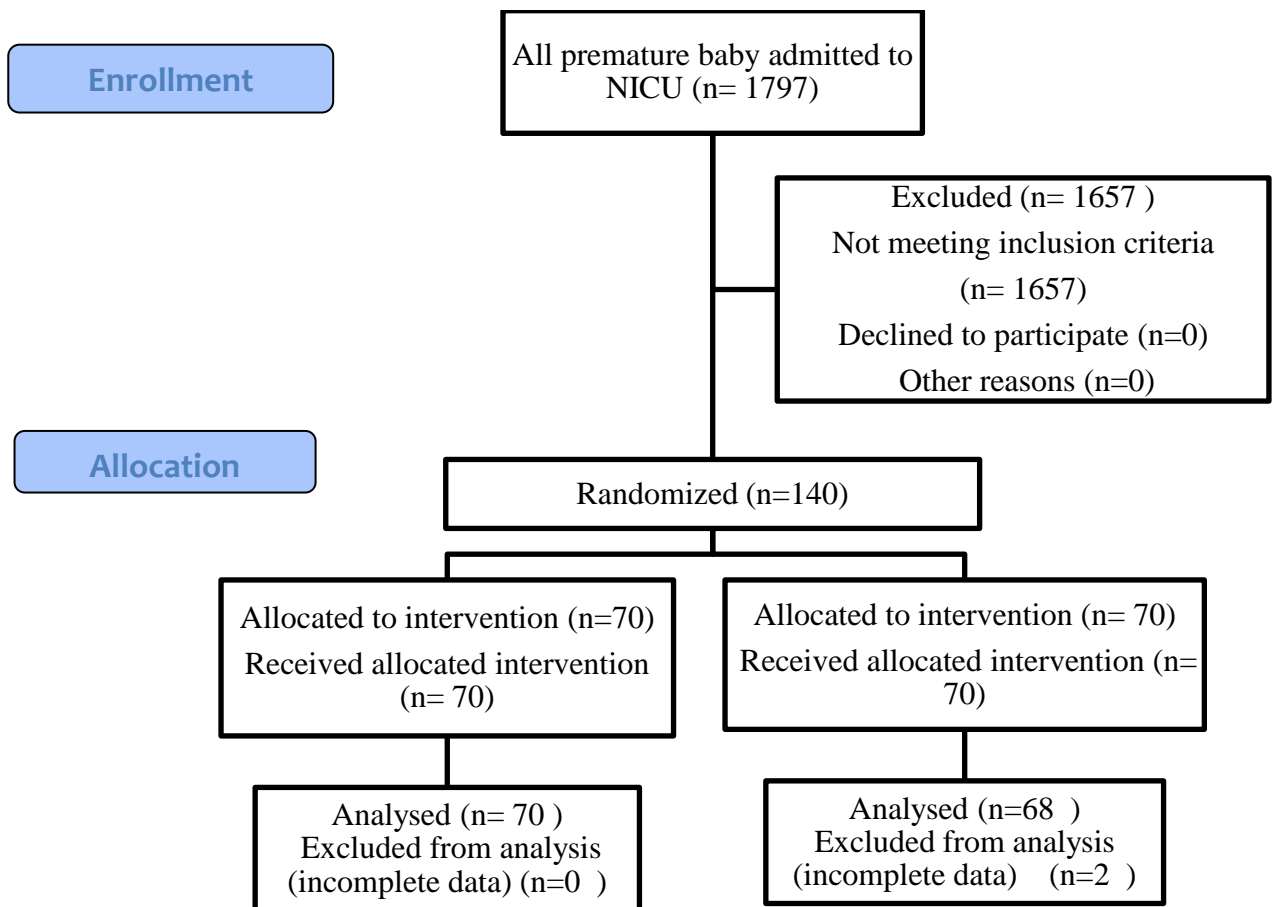 Enrollment
All premature baby admitted to
NICU (n= 1797)
Excluded (n= 1657 )
Not meeting inclusion criteria
(n= 1657)
Declined to participate (n=0)
Other reasons (n=0)
Allocation
Randomized (n=140)
Allocated to intervention (n=70)
Received allocated intervention
(n= 70)
Allocated to intervention (n= 70)
Received allocated intervention (n=
70)
Analysed (n= 70 )
Excluded from analysis
(incomplete data) (n=0  )
Analysed (n=68  )
Excluded from analysis
(incomplete data)    (n=2  )